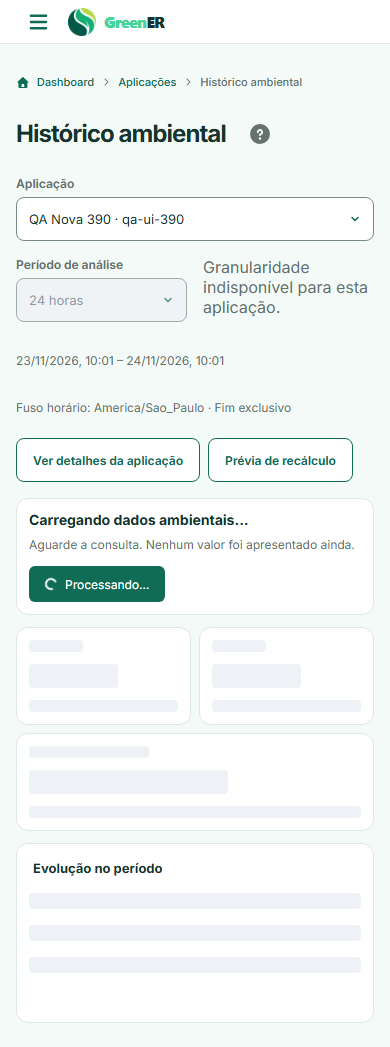 GreenER
Dashboard > Aplicações > Histórico ambiental
Histórico ambiental ?
Aplicação
QA Nova 390 · qa-ui-390
Período de análise
24 horas
Granularidade
indisponível para esta
aplicação.
23/11/2026, 10:01 – 24/11/2026, 10:01
Fuso horário: America/Sao_Paulo · Fim exclusivo
Ver detalhes da aplicação
Prévia de recálculo
Carregando dados ambientais...
Aguarde a consulta. Nenhum valor foi apresentado ainda.
Processando...
Evolução no período